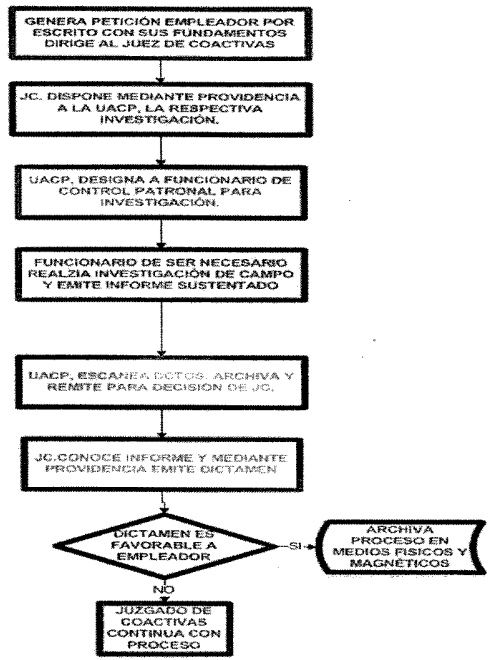 GENERA PETICIÓN EMPLEADOR POR
ESCRITO CON SUS FUNDAMENTOS
DIRIGE AL JUEZ DE COACTIVAS
JC. DISPONE MEDIANTE PROVIDENCIA
A LA UACP, LA RESPECTIVA
INVESTIGACIÓN.
UACP, DESIGNA A FUNCIONARIO DE
CONTROL PATRONAL PARA
INVESTIGACIÓN.
FUNCIONARIO DE SER NECESARIO
REALZIA INVESTIGACIÓN DE CAMPO
Y EMITE INFORME SUSTENTADO
UACP, ESCANEA DCTOS. ARCHIVA Y
REMITE PARA DECISIÓN DE JC.
JC.CONOCE INFORME Y MEDIANTE
PROVIDENCIA EMITE DICTAMEN
DICTAMEN ES
FAVORABLE A
EMPLEADOR
SI
ARCHIVA
PROCESO EN
MEDIOS FISICOS Y
MAGNÉTICOS
NO
JUZGADO DE
COACTIVAS
CONTINUA CON
PROCESO